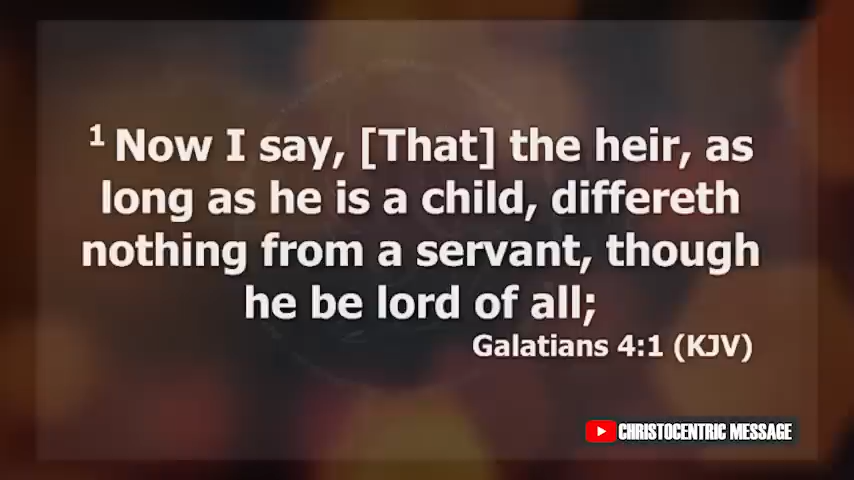 1 Now I say, [That] the heir, as
long as he is a child, differeth
nothing from a servant, though
he be lord of all;
Galatians 4:1 (KJV)
CHRISTOCENTRIC MESSAGE